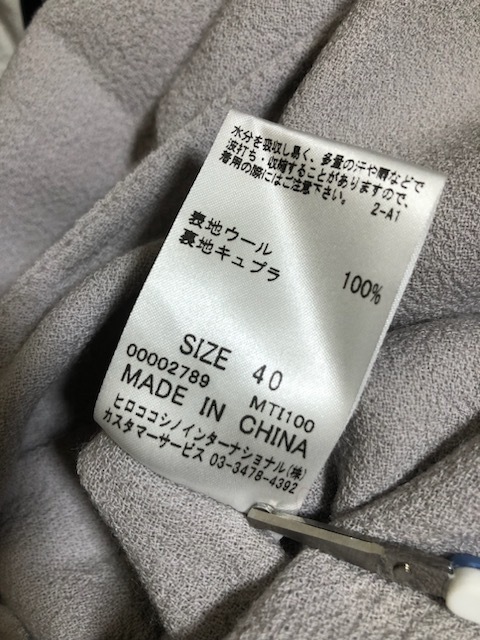 水分を吸収し易く、多量の汗や雨などで
波打ち・収縮することがありますので、
着用の際にはご注意下さい。 2-A1
表地ウール 100%
裏地キュプラ
SIZE 40
00002789 MTI100
MADE IN CHINA
ヒロココシノインターナショナル(株)
カスタマーサービス 03-3478-4392